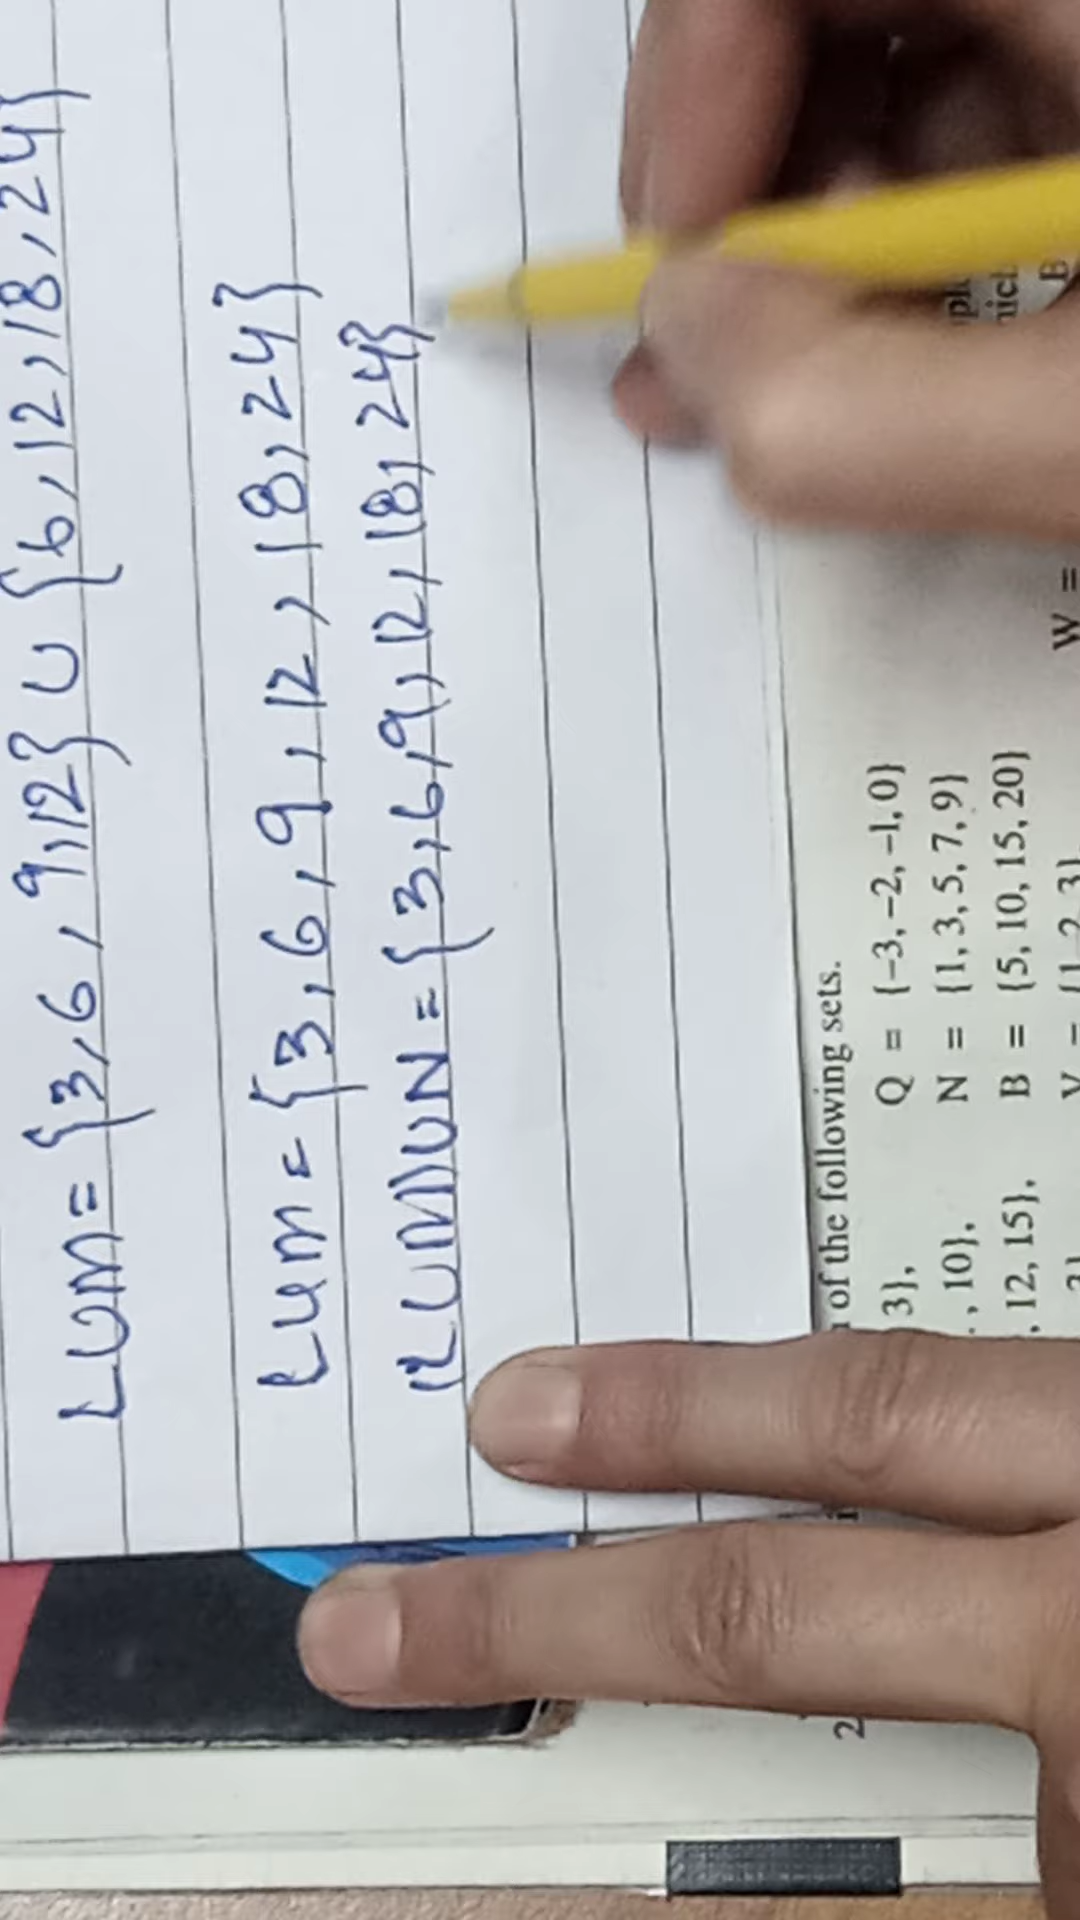 LUM = {3, 6, 9, 12} ∪ {6, 12, 18, 24}
LUM = {3, 6, 9, 12, 18, 24}
(LUM)UN = {3, 6, 9, 12, 18, 24}
of the following sets.
3}, Q = {−3, −2, −1, 0}
, 10}, N = {1, 3, 5, 7, 9}
, 12, 15}, B = {5, 10, 15, 20}
W =
2